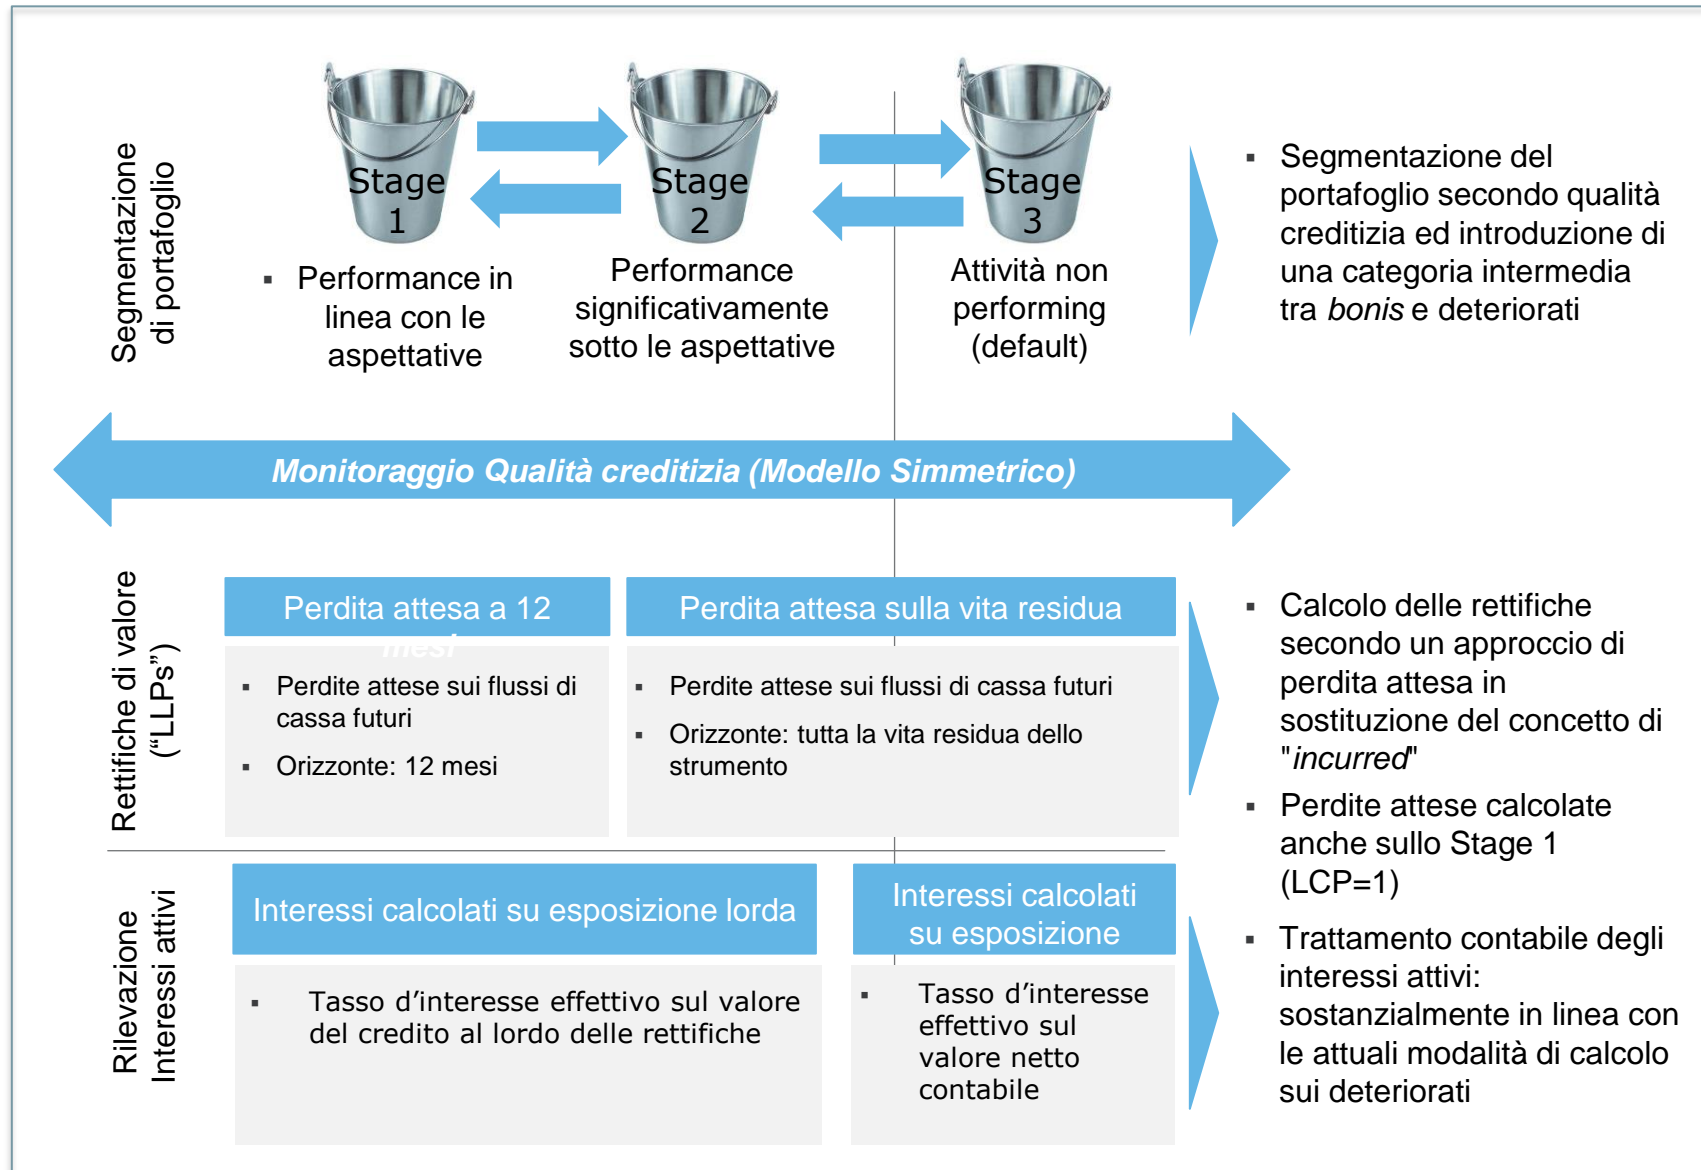 Segmentazione
di portafoglio
Stage
1
Stage
2
Stage
3
▪ Performance in
linea con le
aspettative
Performance
significativamente
sotto le aspettative
Attività non
performing
(default)
▪ Segmentazione del
portafoglio secondo qualità
creditizia ed introduzione di
una categoria intermedia
tra bonis e deteriorati
Monitoraggio Qualità creditizia (Modello Simmetrico)
Rettifiche di valore
(“LLPs”)
Perdita attesa a 12
mesi
▪ Perdite attese sui flussi di
cassa futuri
▪ Orizzonte: 12 mesi
Perdita attesa sulla vita residua
▪ Perdite attese sui flussi di cassa futuri
▪ Orizzonte: tutta la vita residua dello
strumento
▪ Calcolo delle rettifiche
secondo un approccio di
perdita attesa in
sostituzione del concetto di
"incurred"
▪ Perdite attese calcolate
anche sullo Stage 1
(LCP=1)
Rilevazione
Interessi attivi
Interessi calcolati su esposizione lorda
▪ Tasso d’interesse effettivo sul valore
del credito al lordo delle rettifiche
Interessi calcolati
su esposizione
▪ Tasso d’interesse
effettivo sul
valore netto
contabile
▪ Trattamento contabile degli
interessi attivi:
sostanzialmente in linea con
le attuali modalità di calcolo
sui deteriorati